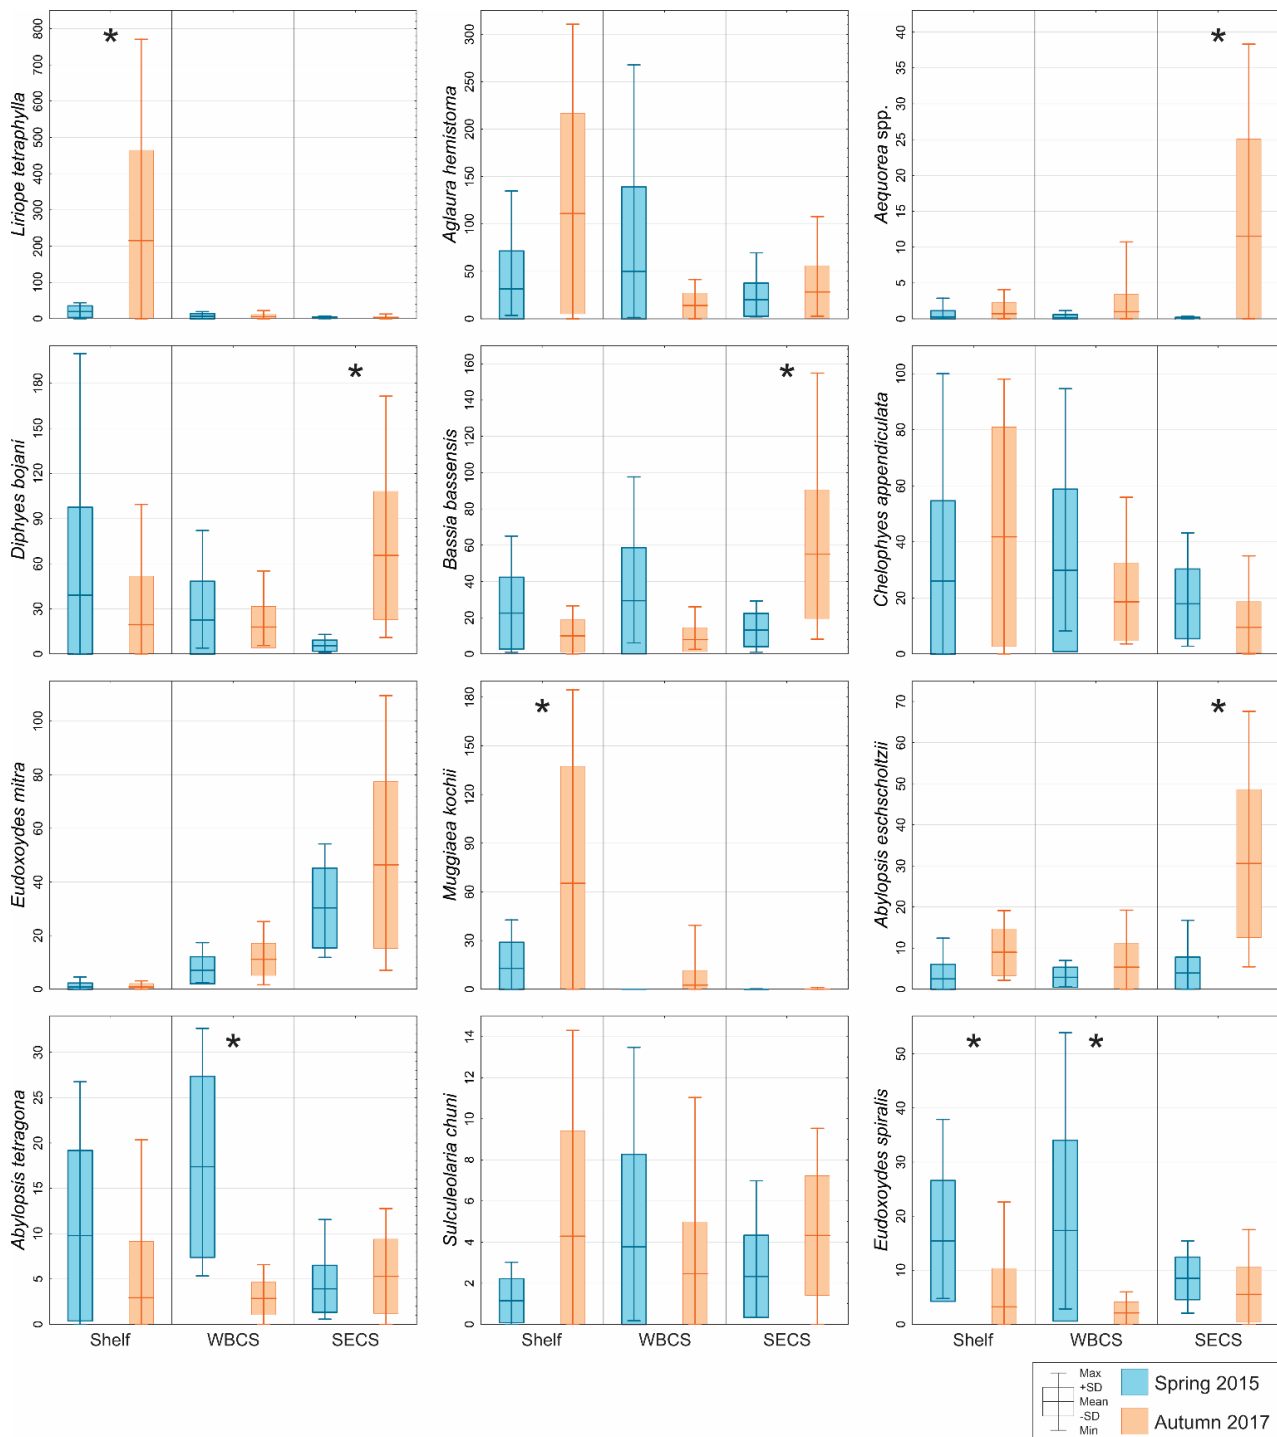 Liriope tetraphylla
0 100 200 300 400 500 600 700 800
*
Aglaura hemistoma
0 50 100 150 200 250 300
Aequorea spp.
0 5 10 15 20 25 30 35 40
*
Diphyes bojani
0 30 60 90 120 150 180
*
Bassia bassensis
0 20 40 60 80 100 120 140 160
*
Chelophyes appendiculata
0 20 40 60 80 100
Eudoxoydes mitra
0 20 40 60 80 100
Muggiaea kochii
0 30 60 90 120 150 180
*
Abylopsis eschscholtzii
0 10 20 30 40 50 60 70
*
Abylopsis tetragona
0 5 10 15 20 25 30
*
Sulculeolaria chuni
0 2 4 6 8 10 12 14
Eudoxoydes spiralis
0 10 20 30 40 50
* *
Shelf WBCS SECS
Shelf WBCS SECS
Shelf WBCS SECS
Max
+SD
Mean
-SD
Min
Spring 2015
Autumn 2017